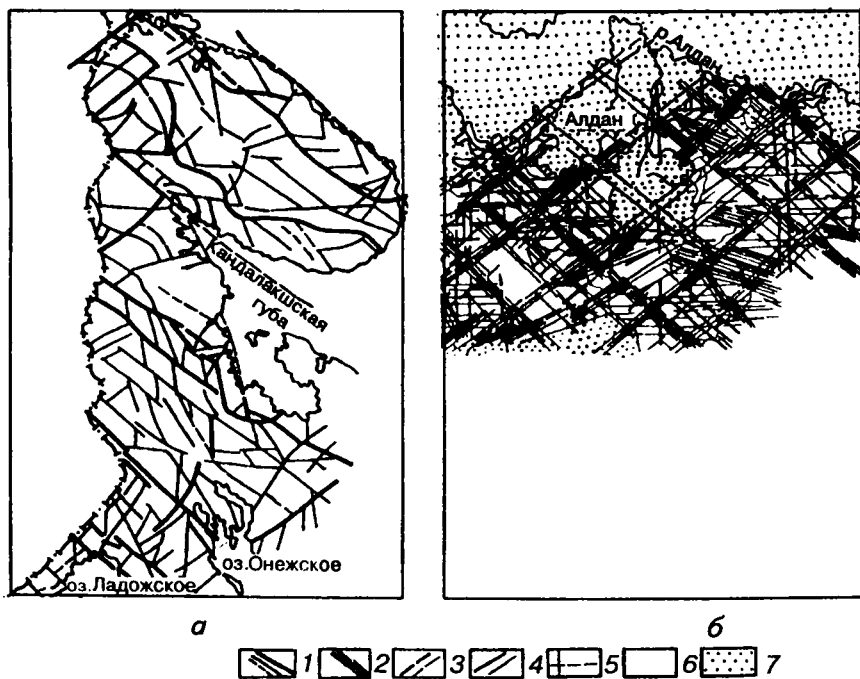 р. Алдан
Алдан
Кандалакшская
губа
оз.Онежское
оз.Ладожское
а
б
1 2 3 4 5 6 7